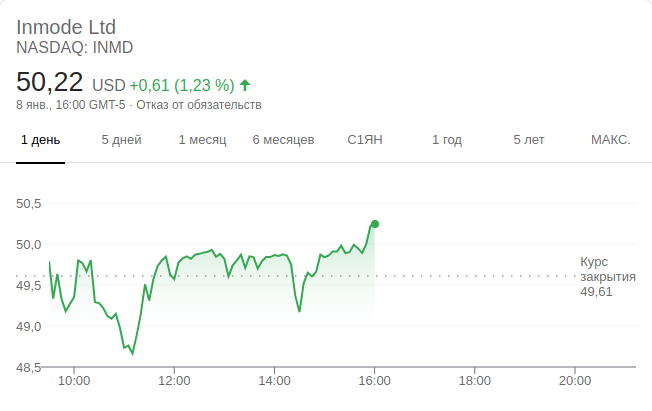 Inmode Ltd
NASDAQ: INMD
50,22 USD +0,61 (1,23 %)
8 янв., 16:00 GMT-5 · Отказ от обязательств
1 день 5 дней 1 месяц 6 месяцев С1ЯН 1 год 5 лет МАКС.
50,5
50,0
Курс
закрытия
49,61
49,5
49,0
48,5
10:00 12:00 14:00 16:00 18:00 20:00